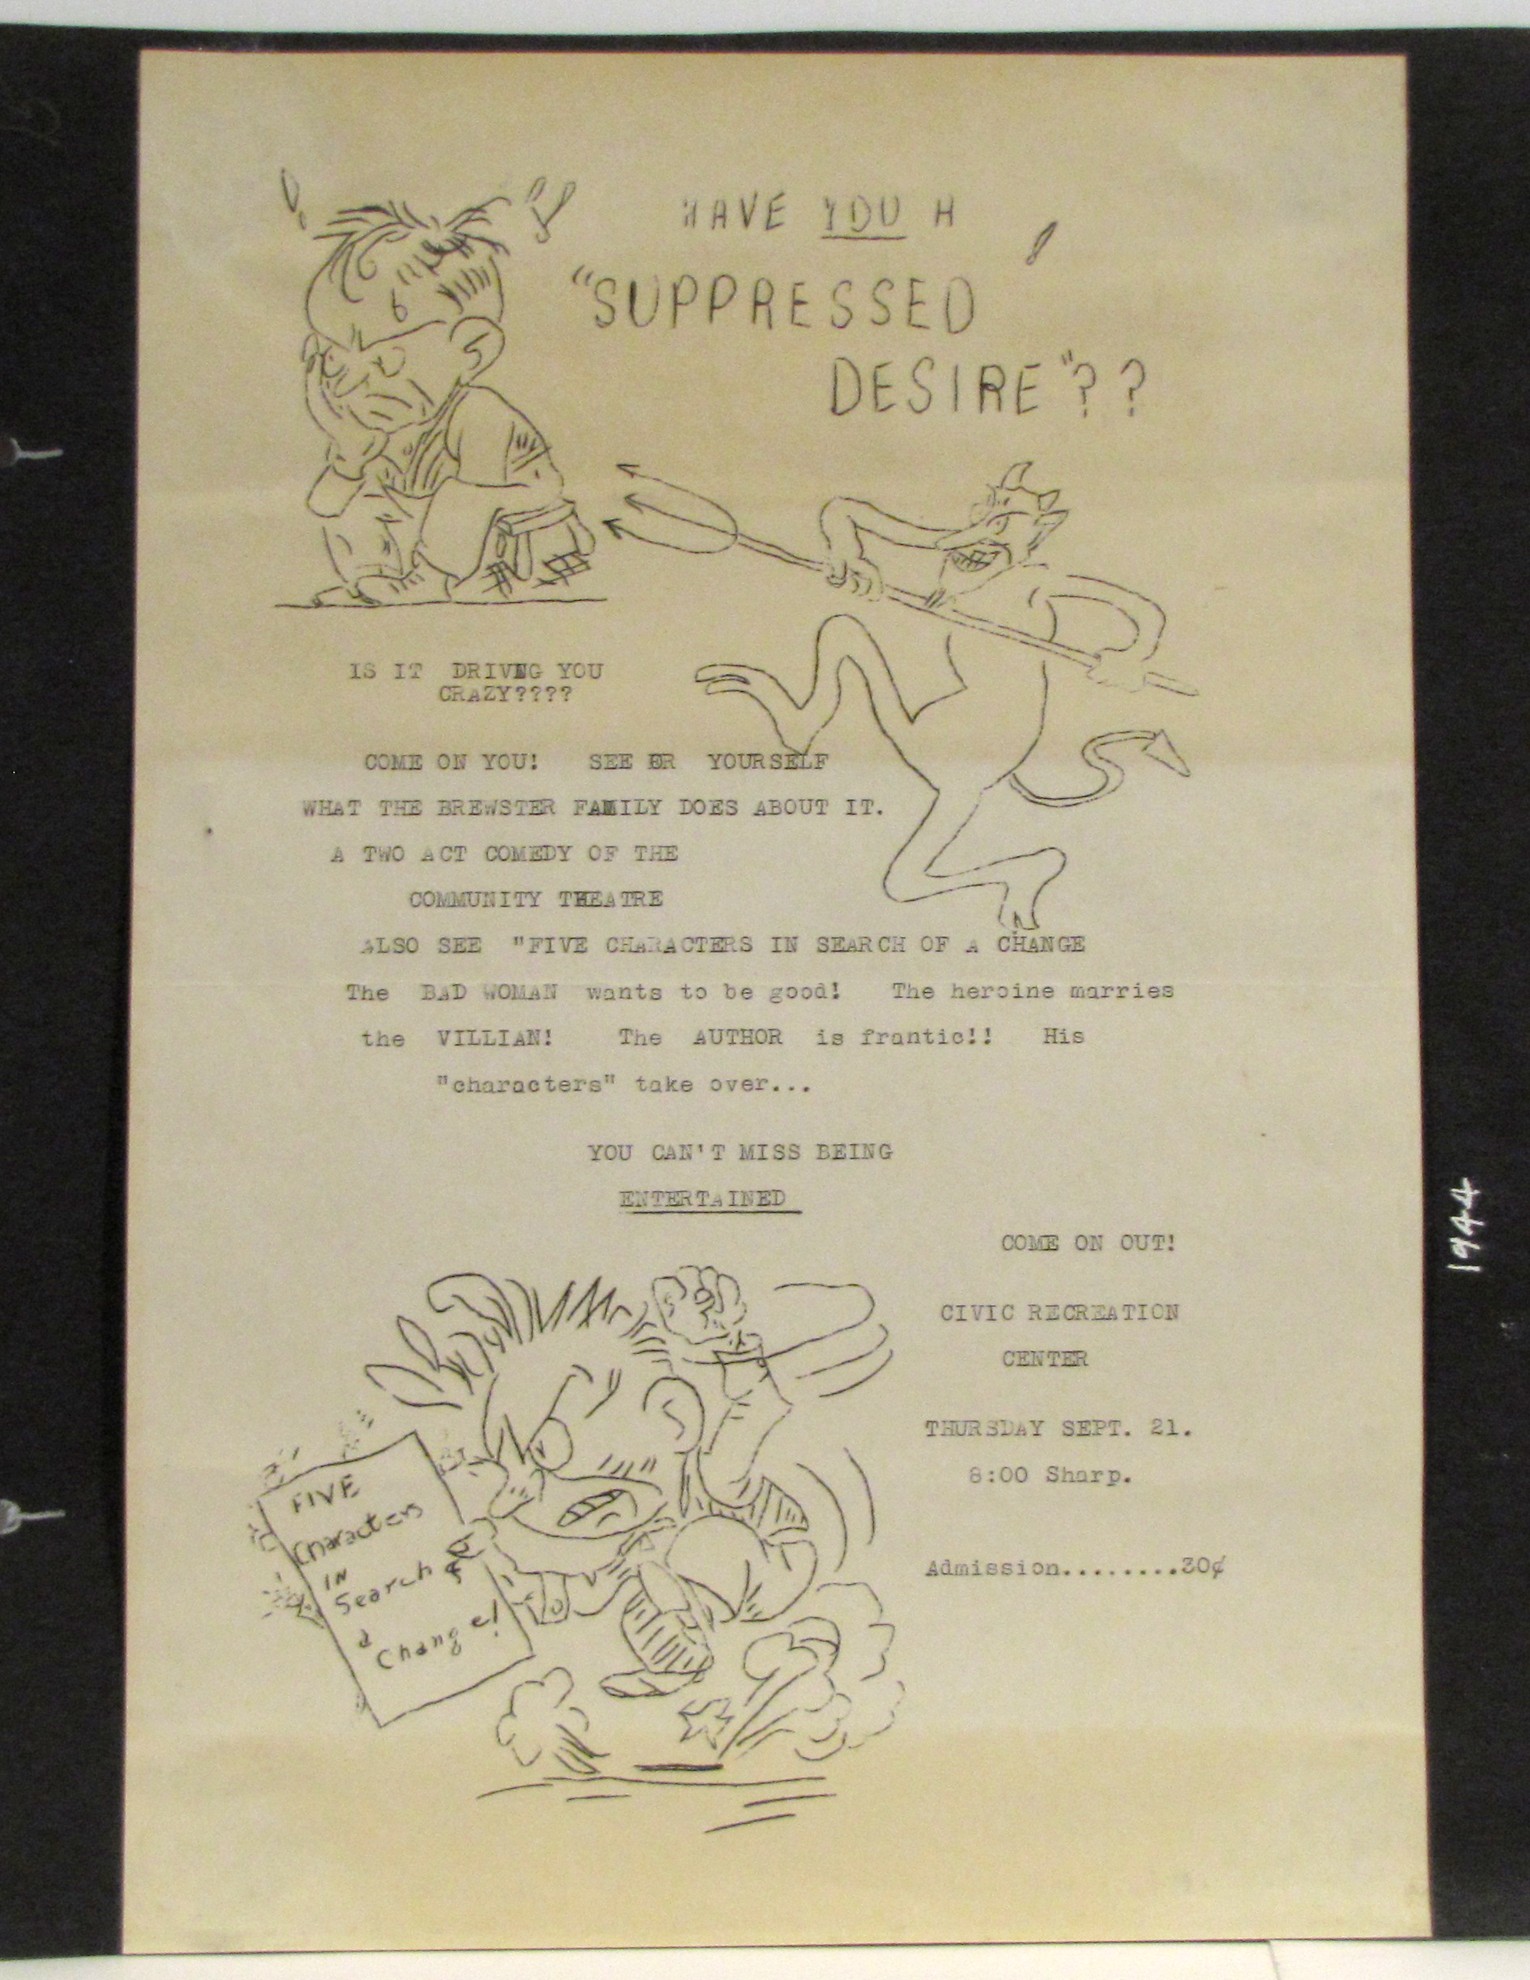 HAVE YOU A
"SUPPRESSED
DESIRE"??
IS IT DRIVING YOU
CRAZY????
COME ON YOU! SEE FOR YOURSELF
WHAT THE BREWSTER FAMILY DOES ABOUT IT.
A TWO ACT COMEDY OF THE
COMMUNITY THEATRE
ALSO SEE "FIVE CHARACTERS IN SEARCH OF A CHANGE
The BAD WOMAN wants to be good! The heroine marries
the VILLIAN! The AUTHOR is frantic!! His
"characters" take over...
YOU CAN'T MISS BEING
ENTERTAINED
COME ON OUT!
CIVIC RECREATION
CENTER
THURSDAY SEPT. 21.
8:00 Sharp.
Admission........30¢
FIVE
Characters
IN
Search of
a
Change!
1944